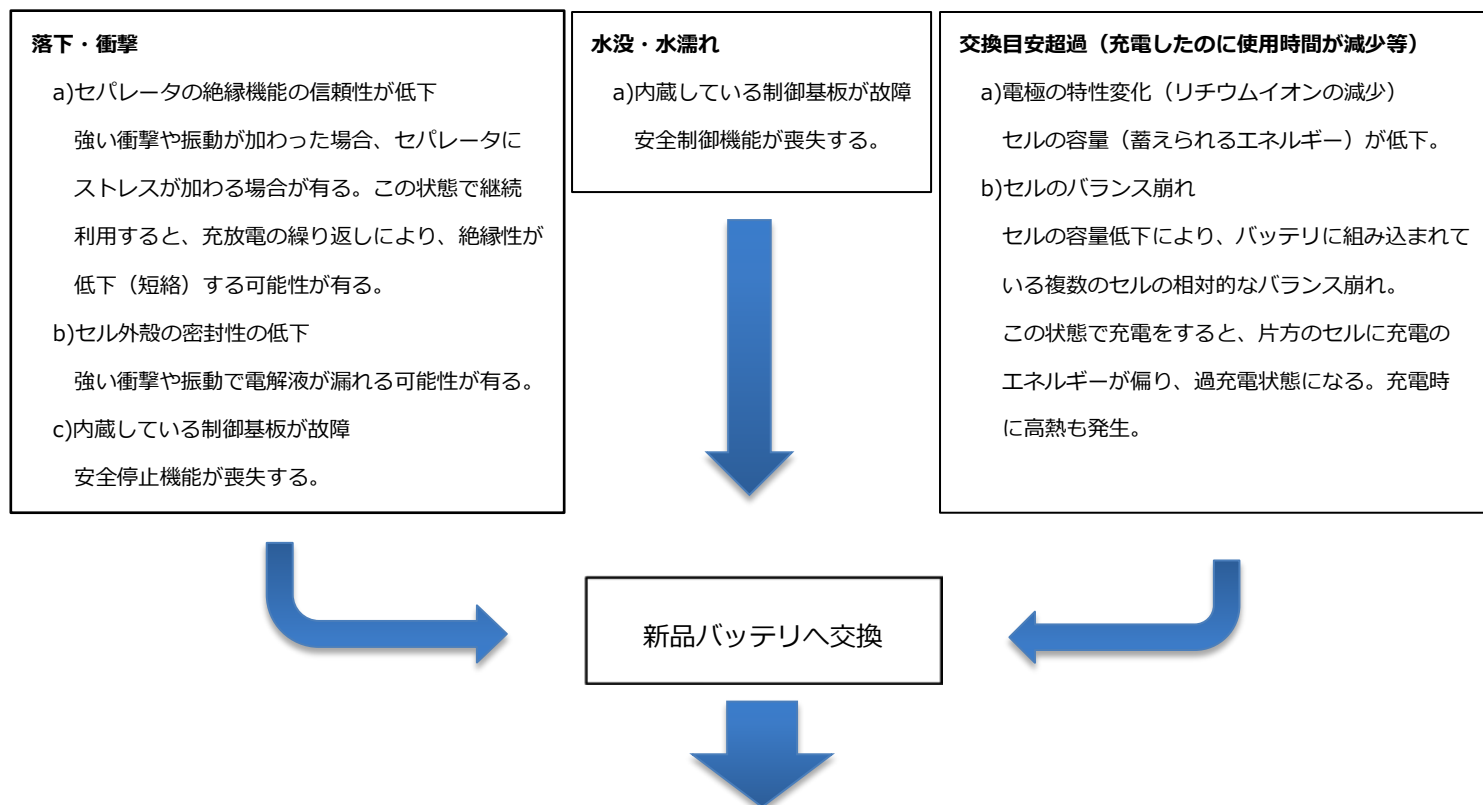 落下・衝撃
a)セパレータの絶縁機能の信頼性が低下
強い衝撃や振動が加わった場合、セパレータに
ストレスが加わる場合が有る。この状態で継続
利用すると、充放電の繰り返しにより、絶縁性が
低下（短絡）する可能性が有る。
b)セル外殻の密封性の低下
強い衝撃や振動で電解液が漏れる可能性が有る。
c)内蔵している制御基板が故障
安全停止機能が喪失する。
水没・水濡れ
a)内蔵している制御基板が故障
安全制御機能が喪失する。
交換目安超過（充電したのに使用時間が減少等）
a)電極の特性変化（リチウムイオンの減少）
セルの容量（蓄えられるエネルギー）が低下。
b)セルのバランス崩れ
セルの容量低下により、バッテリに組み込まれて
いる複数のセルの相対的なバランス崩れ。
この状態で充電をすると、片方のセルに充電の
エネルギーが偏り、過充電状態になる。充電時
に高熱も発生。
新品バッテリへ交換